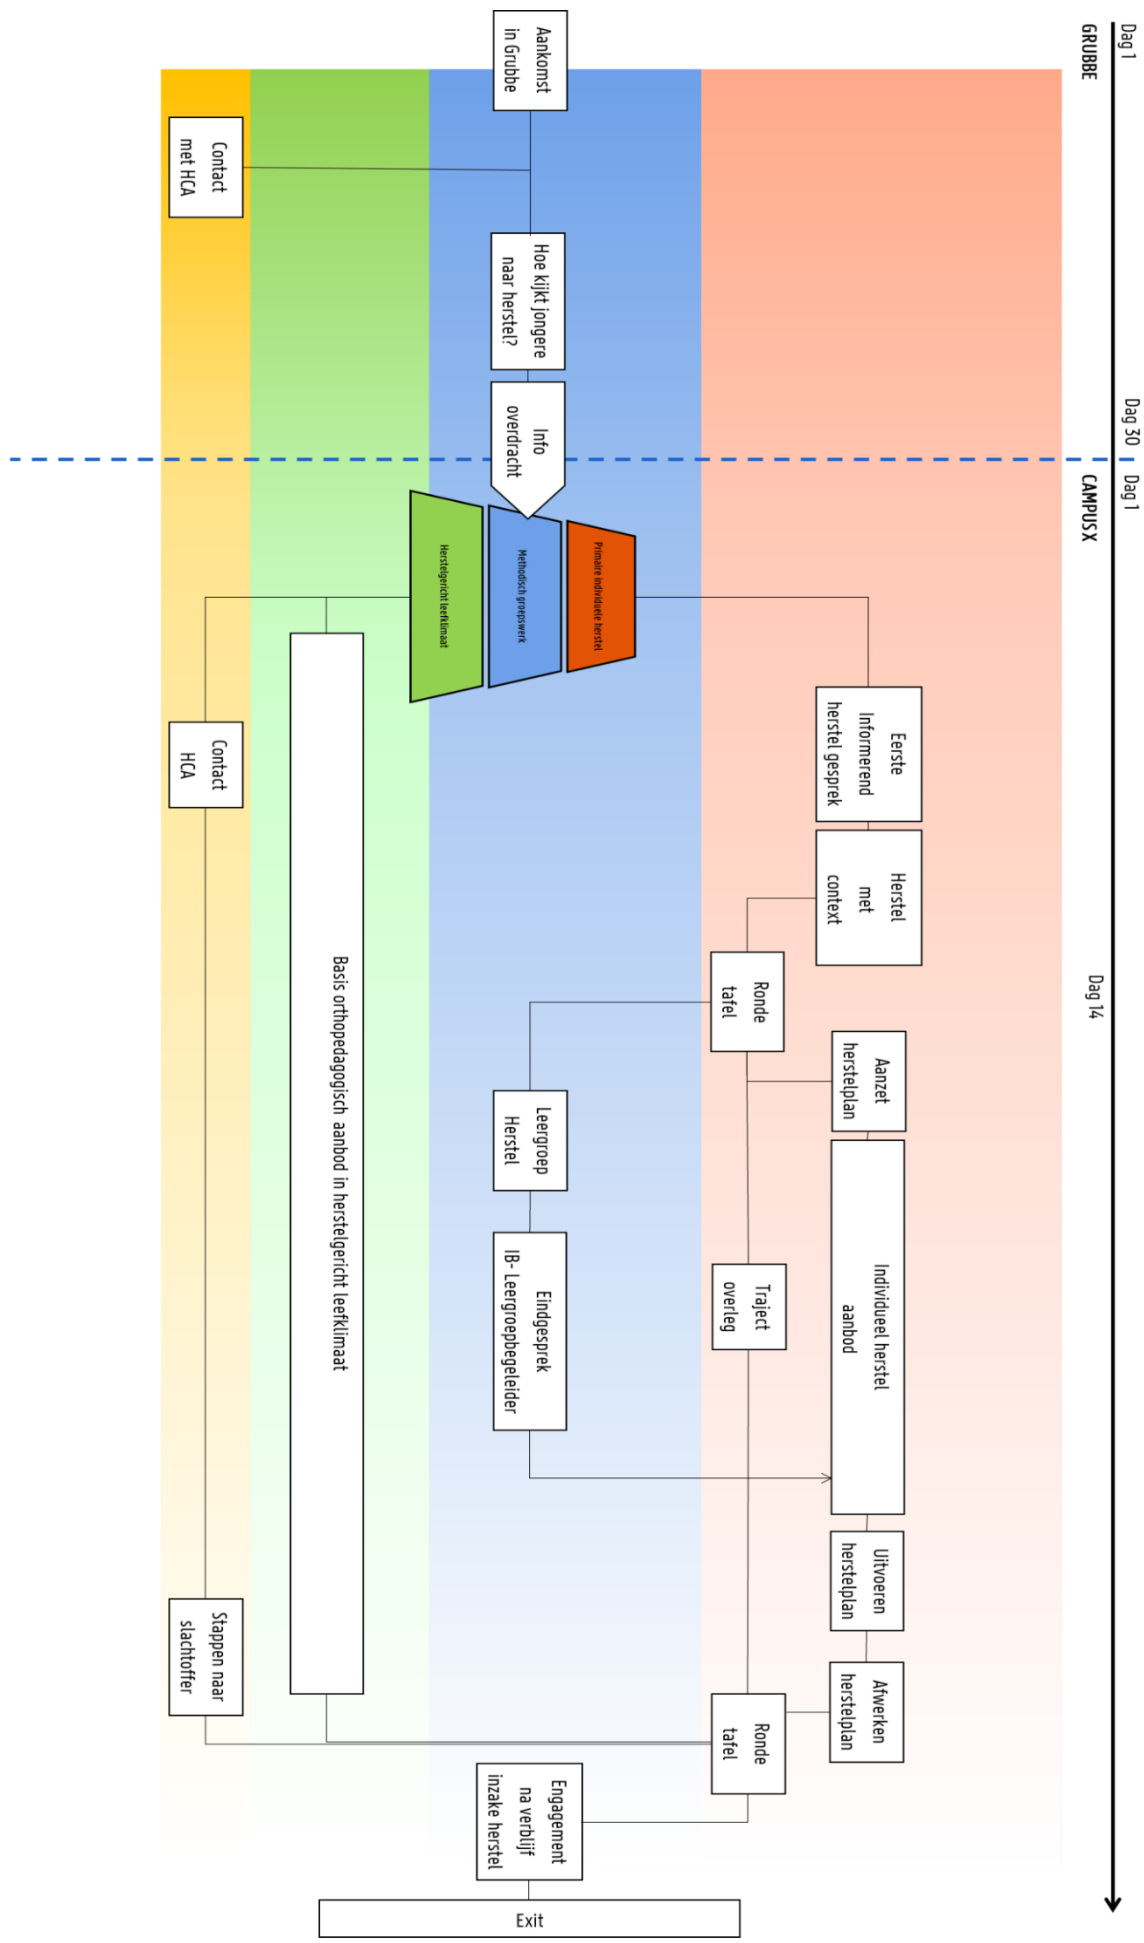 Dag 1
Dag 30
Dag 1
Dag 14
GRUBBE
CAMPUSX
Eerste
Informerend
herstel gesprek
Herstel
met
context
Aanzet
herstelplan
Individueel herstel
aanbod
Uitvoeren
herstelplan
Afwerken
herstelplan
Ronde
tafel
Traject
overleg
Ronde
tafel
Primaire individuele herstel
Aankomst
in Grubbe
Hoe kijkt jongere
naar herstel?
Info
overdracht
Methodisch groepswerk
Leergroep
Herstel
Eindgesprek
IB- Leergroepbegeleider
Engagement
na verblijf
inzake herstel
Exit
Herstelgericht leefklimaat
Basis orthopedagogisch aanbod in herstelgericht leefklimaat
Contact
met HCA
Contact
HCA
Stappen naar
slachtoffer